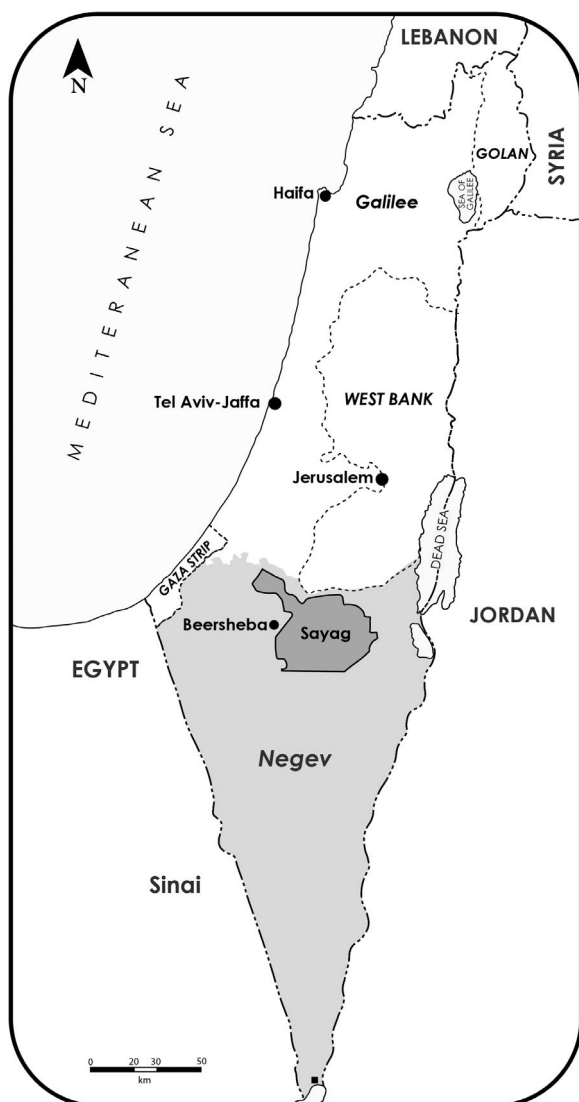 LEBANON
N
MEDITERANEAN SEA
GOLAN
SYRIA
SEA OF
GALILEE
Haifa
Galilee
Tel Aviv-Jaffa
WEST BANK
Jerusalem
DEAD SEA
GAZA STRIP
JORDAN
Beersheba
Sayag
EGYPT
Negev
Sinai
0 20 30 50
km